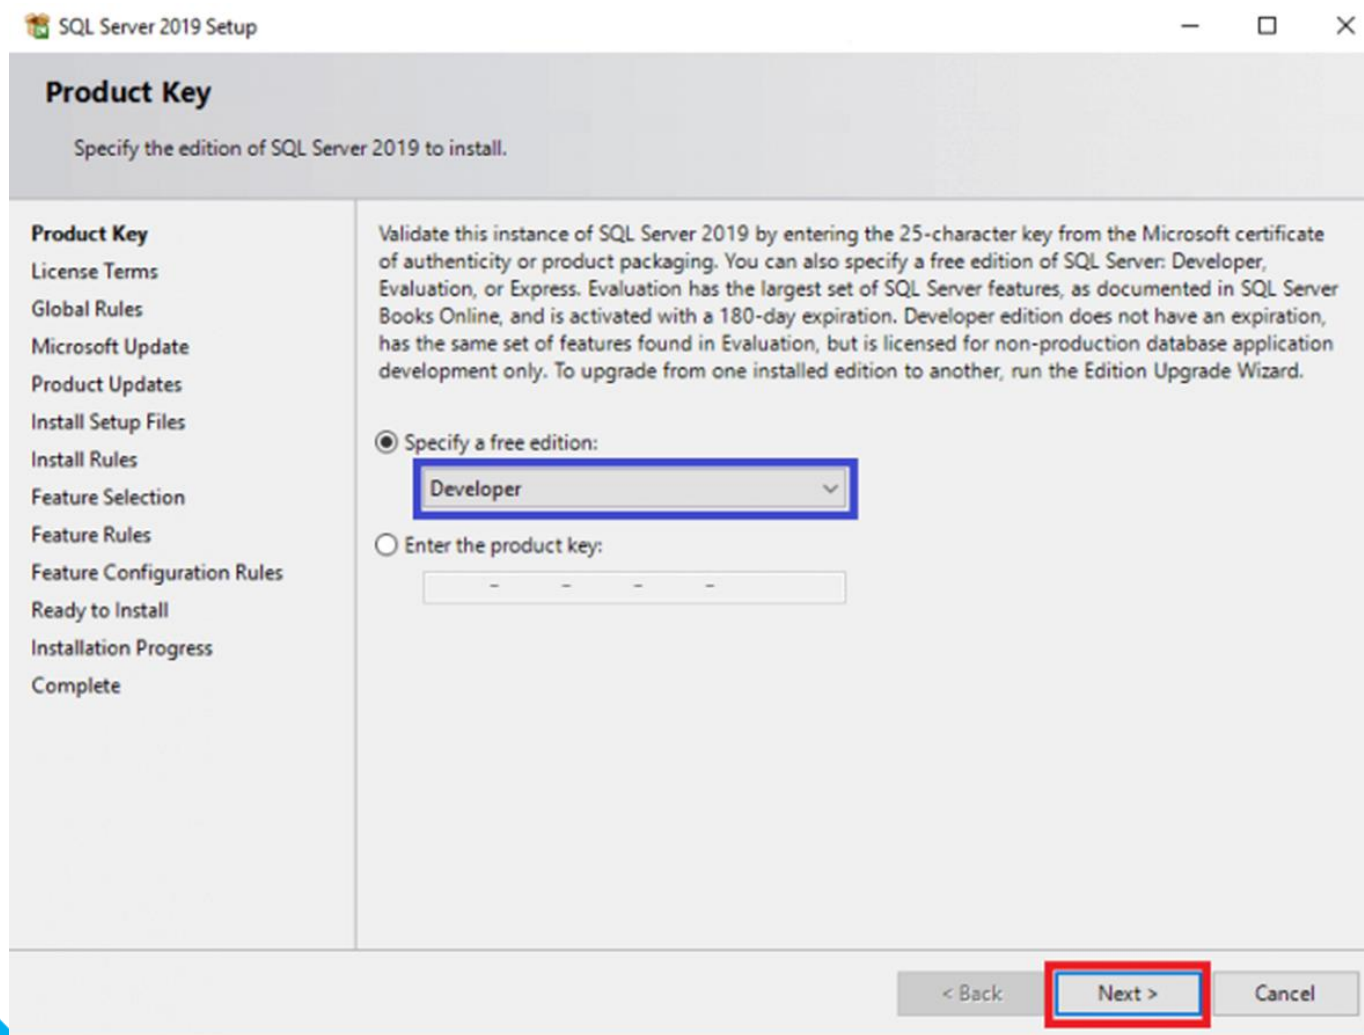 SQL Server 2019 Setup
Product Key
Specify the edition of SQL Server 2019 to install.
Product Key
License Terms
Global Rules
Microsoft Update
Product Updates
Install Setup Files
Install Rules
Feature Selection
Feature Rules
Feature Configuration Rules
Ready to Install
Installation Progress
Complete
Validate this instance of SQL Server 2019 by entering the 25-character key from the Microsoft certificate
of authenticity or product packaging. You can also specify a free edition of SQL Server: Developer,
Evaluation, or Express. Evaluation has the largest set of SQL Server features, as documented in SQL Server
Books Online, and is activated with a 180-day expiration. Developer edition does not have an expiration,
has the same set of features found in Evaluation, but is licensed for non-production database application
development only. To upgrade from one installed edition to another, run the Edition Upgrade Wizard.
Specify a free edition:
Developer
Enter the product key:
- - - -
< Back Next > Cancel